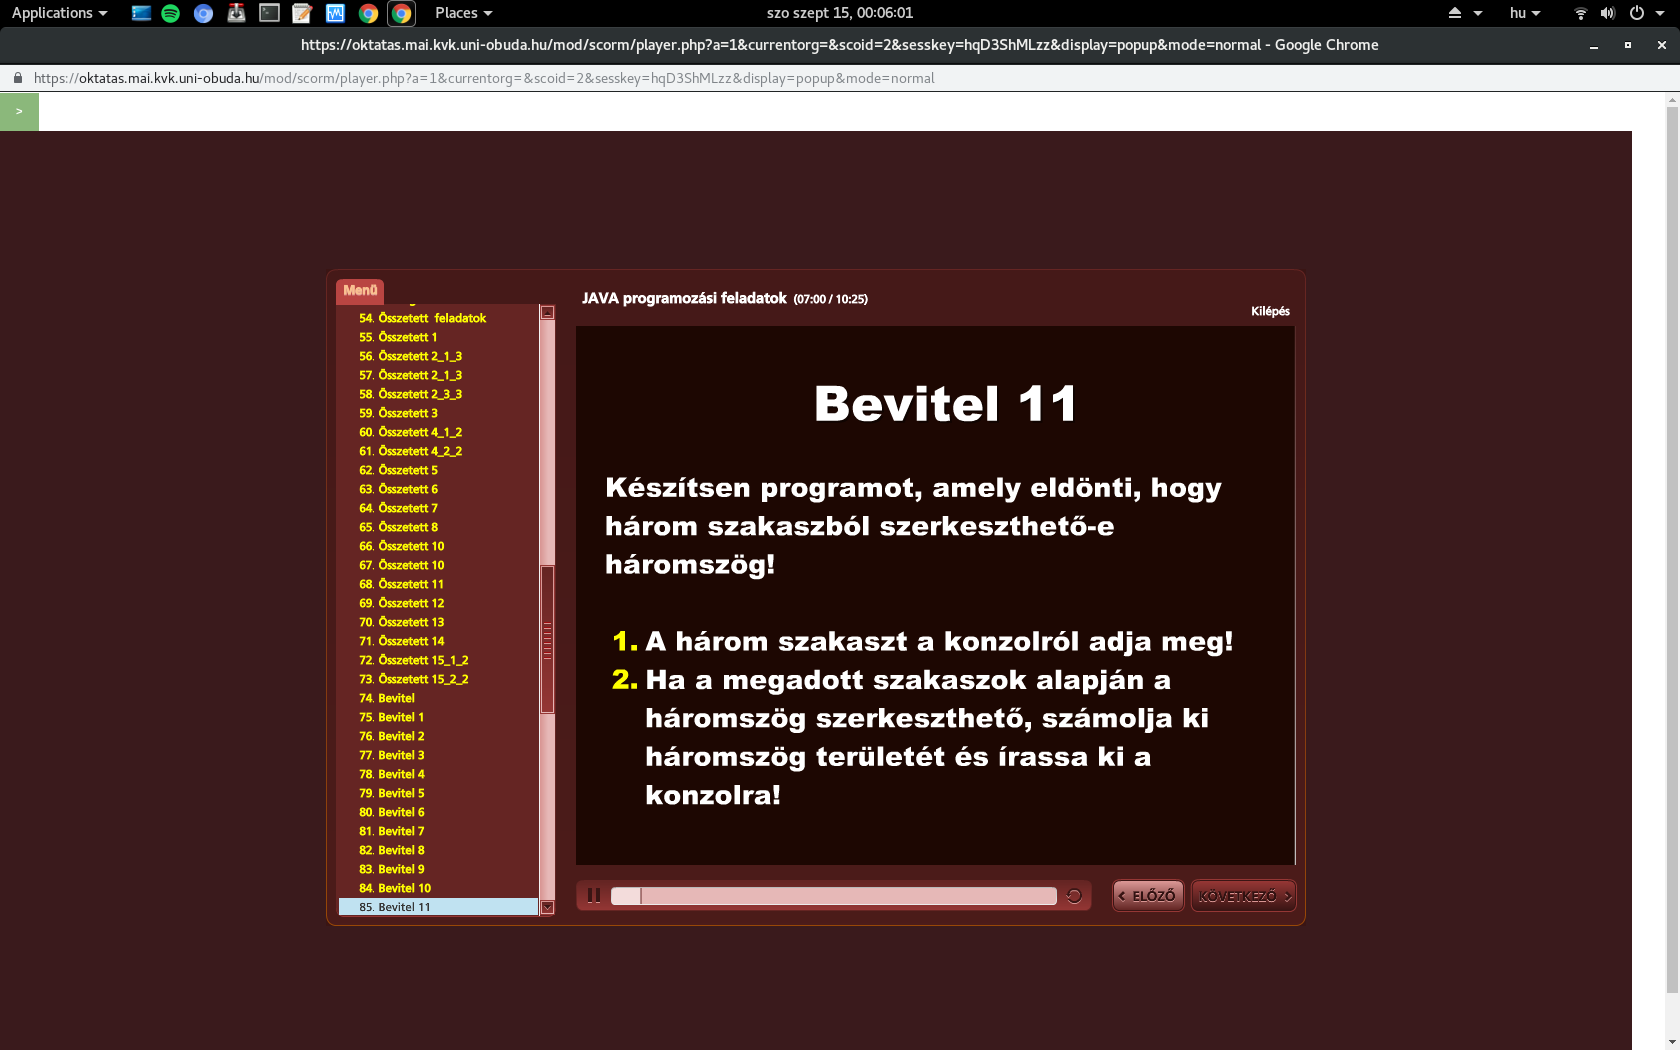 Applications
Places
szo szept 15, 00:06:01
hu
https://oktatas.mai.kvk.uni-obuda.hu/mod/scorm/player.php?a=1&currentorg=&scoid=2&sesskey=hqD3ShMLzz&display=popup&mode=normal - Google Chrome
https://oktatas.mai.kvk.uni-obuda.hu/mod/scorm/player.php?a=1&currentorg=&scoid=2&sesskey=hqD3ShMLzz&display=popup&mode=normal
>
Menü
54. Összetett feladatok
55. Összetett 1
56. Összetett 2_1_3
57. Összetett 2_1_3
58. Összetett 2_3_3
59. Összetett 3
60. Összetett 4_1_2
61. Összetett 4_2_2
62. Összetett 5
63. Összetett 6
64. Összetett 7
65. Összetett 8
66. Összetett 10
67. Összetett 10
68. Összetett 11
69. Összetett 12
70. Összetett 13
71. Összetett 14
72. Összetett 15_1_2
73. Összetett 15_2_2
74. Bevitel
75. Bevitel 1
76. Bevitel 2
77. Bevitel 3
78. Bevitel 4
79. Bevitel 5
80. Bevitel 6
81. Bevitel 7
82. Bevitel 8
83. Bevitel 9
84. Bevitel 10
85. Bevitel 11
JAVA programozási feladatok (07:00 / 10:25)
Kilépés
Bevitel 11
Készítsen programot, amely eldönti, hogy
három szakaszból szerkeszthető-e
háromszög!
1. A három szakaszt a konzolról adja meg!
2. Ha a megadott szakaszok alapján a
háromszög szerkeszthető, számolja ki
háromszög területét és írassa ki a
konzolra!
< ELŐZŐ
KÖVETKEZŐ >